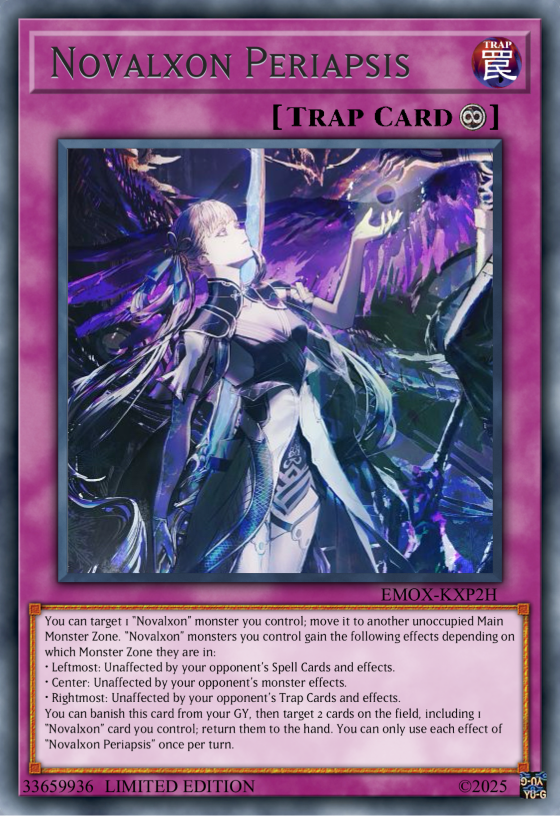 Novalxon Periapsis
TRAP
罠
[Trap Card]
EMOX-KXP2H
You can target 1 "Novalxon" monster you control; move it to another unoccupied Main
Monster Zone. "Novalxon" monsters you control gain the following effects depending on
which Monster Zone they are in:
• Leftmost: Unaffected by your opponent's Spell Cards and effects.
• Center: Unaffected by your opponent's monster effects.
• Rightmost: Unaffected by your opponent's Trap Cards and effects.
You can banish this card from your GY, then target 2 cards on the field, including 1
"Novalxon" card you control; return them to the hand. You can only use each effect of
"Novalxon Periapsis" once per turn.
33659936 LIMITED EDITION
©2025
YU-G
YU-G